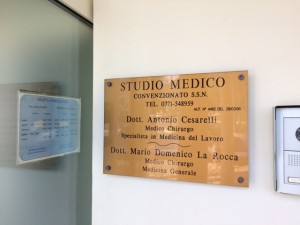 STUDIO MEDICO
CONVENZIONATO S.S.N.
TEL. 0771-548959
Dott. Antonio Cesarelli
Medico Chirurgo
Specialista in Medicina del Lavoro
Dott. Mario Domenico La Rocca
Medico Chirurgo
Medicina Generale